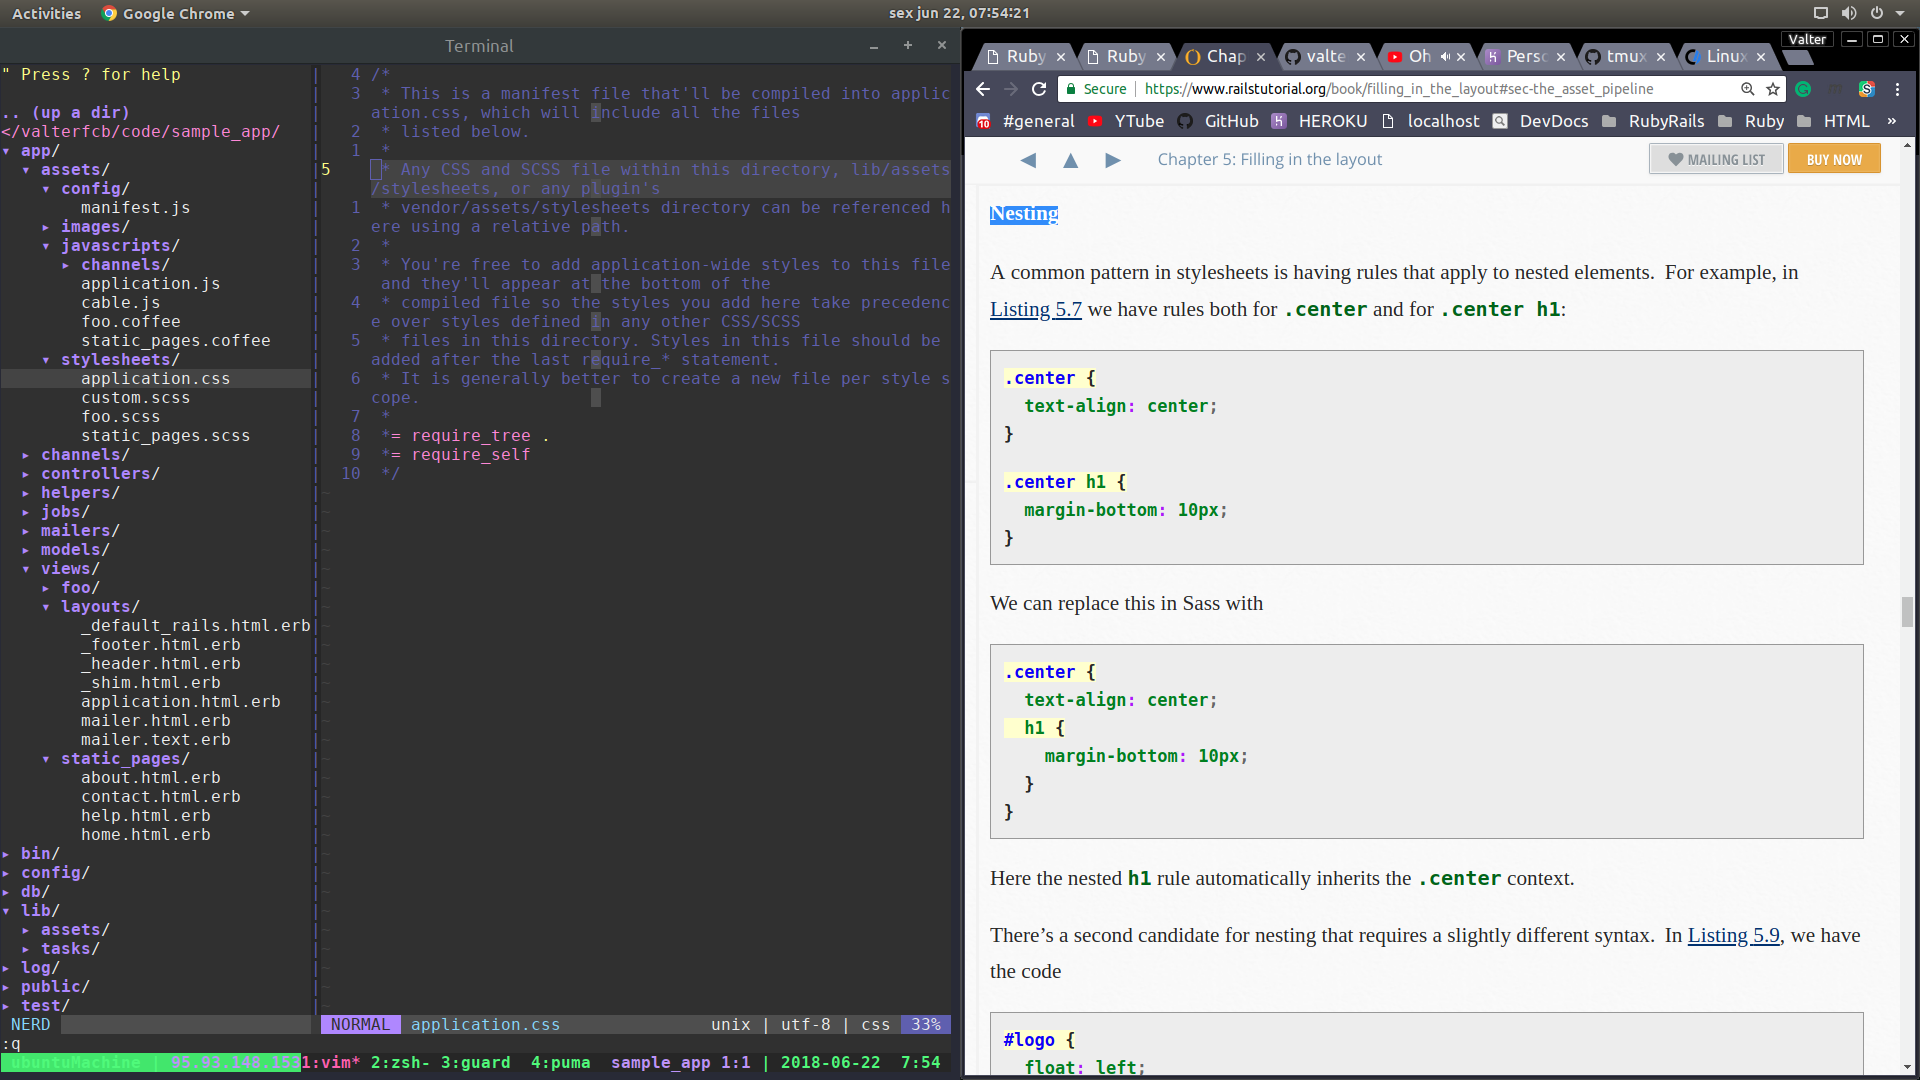 Activities Google Chrome sex jun 22, 07:54:21
Terminal
" Press ? for help
.. (up a dir)
</valterfcb/code/sample_app/
▾ app/
▾ assets/
▾ config/
manifest.js
▸ images/
▾ javascripts/
▸ channels/
application.js
cable.js
foo.coffee
static_pages.coffee
▾ stylesheets/
application.css
custom.scss
foo.scss
static_pages.scss
▸ channels/
▸ controllers/
▸ helpers/
▸ jobs/
▸ mailers/
▸ models/
▾ views/
▸ foo/
▾ layouts/
_default_rails.html.erb
_footer.html.erb
_header.html.erb
_shim.html.erb
application.html.erb
mailer.html.erb
mailer.text.erb
▾ static_pages/
about.html.erb
contact.html.erb
help.html.erb
home.html.erb
▸ bin/
▸ config/
▸ db/
▾ lib/
▸ assets/
▸ tasks/
▸ log/
▸ public/
▸ test/
NERD
:q
4 /*
3 * This is a manifest file that'll be compiled into applic
ation.css, which will include all the files
2 * listed below.
1 *
5 * Any CSS and SCSS file within this directory, lib/assets
/stylesheets, or any plugin's
1 * vendor/assets/stylesheets directory can be referenced h
ere using a relative path.
2 *
3 * You're free to add application-wide styles to this file
and they'll appear at the bottom of the
4 * compiled file so the styles you add here take precedenc
e over styles defined in any other CSS/SCSS
5 * files in this directory. Styles in this file should be
added after the last require_* statement.
6 * It is generally better to create a new file per style s
cope.
7 *
8 *= require_tree .
9 *= require_self
10 */
NORMAL application.css unix | utf-8 | css 33%
ubuntuMachine | 95.93.148.1531:vim* 2:zsh- 3:guard 4:puma sample_app 1:1 | 2018-06-22 7:54
Valter
Ruby Ruby Chap valte Oh Perso tmux Linux
Secure https://www.railstutorial.org/book/filling_in_the_layout#sec-the_asset_pipeline
10 #general YTube GitHub HEROKU localhost DevDocs RubyRails Ruby HTML »
Chapter 5: Filling in the layout MAILING LIST BUY NOW
Nesting
A common pattern in stylesheets is having rules that apply to nested elements. For example, in
Listing 5.7 we have rules both for .center and for .center h1:
.center {
text-align: center;
}
.center h1 {
margin-bottom: 10px;
}
We can replace this in Sass with
.center {
text-align: center;
h1 {
margin-bottom: 10px;
}
}
Here the nested h1 rule automatically inherits the .center context.
There’s a second candidate for nesting that requires a slightly different syntax. In Listing 5.9, we have
the code
#logo {
float: left;